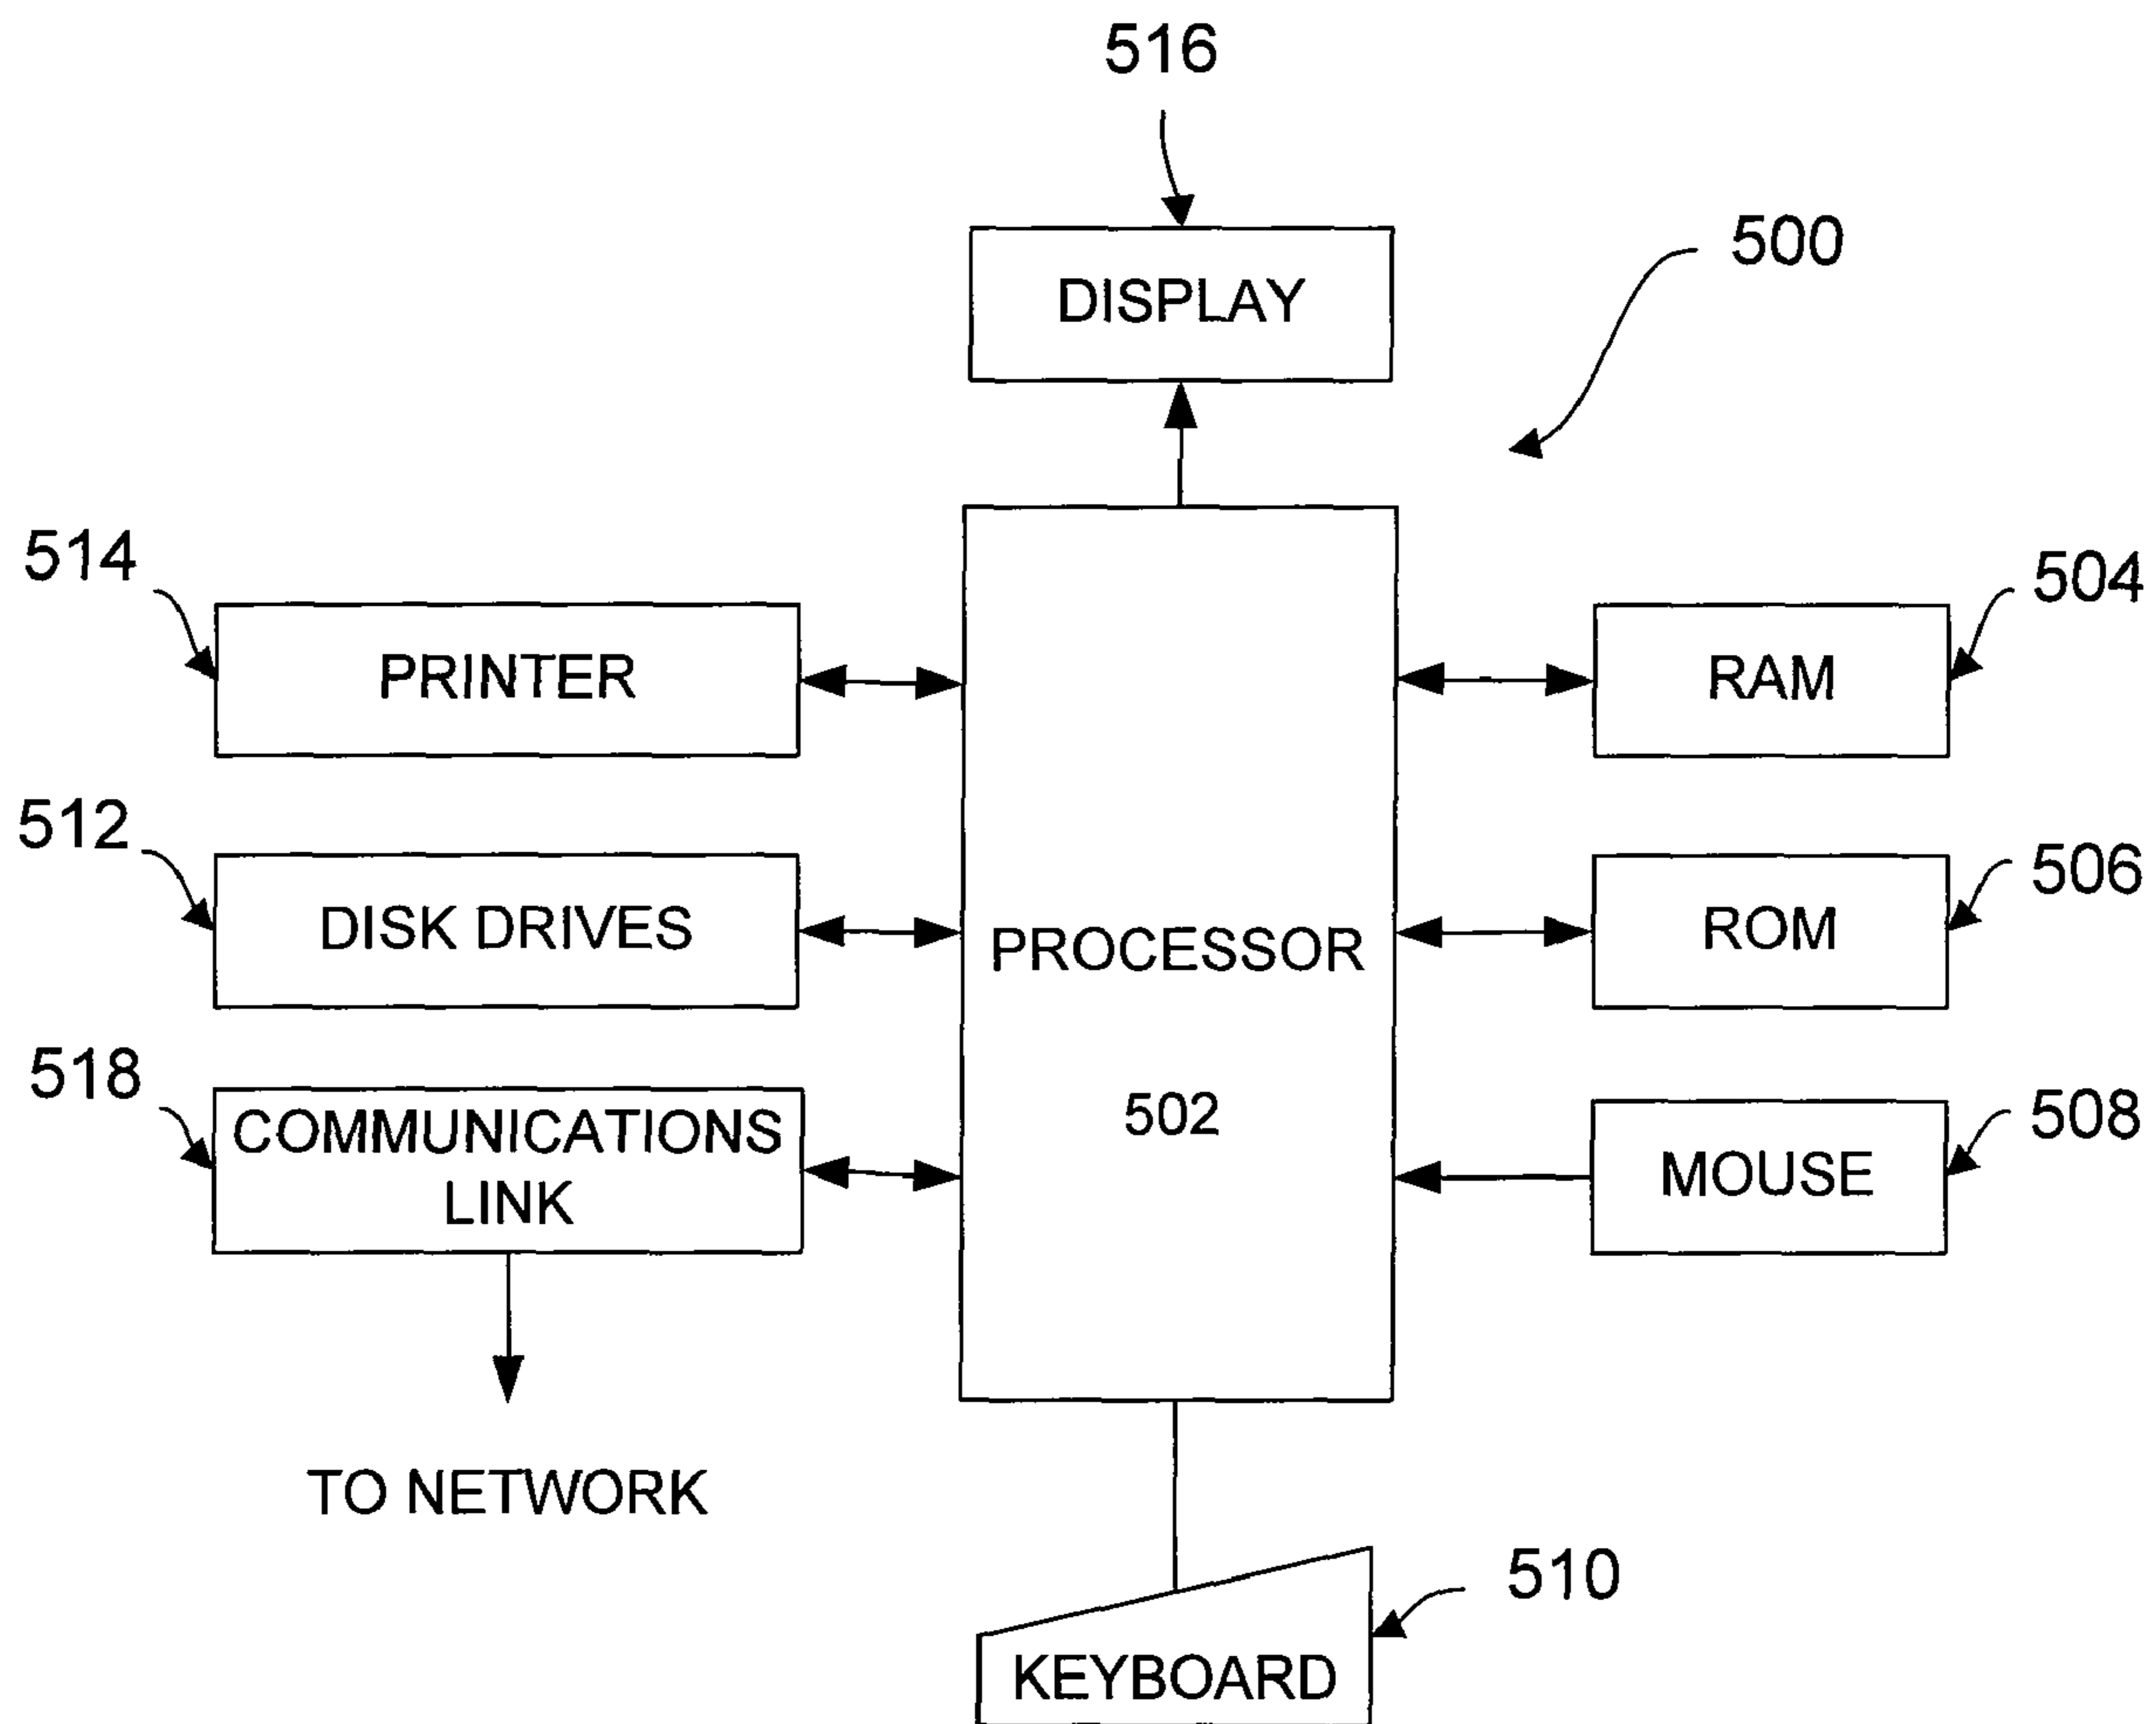 516
500
DISPLAY
514
504
PRINTER
RAM
512
506
DISK DRIVES
PROCESSOR
ROM
518
508
COMMUNICATIONS
LINK
502
MOUSE
TO NETWORK
510
KEYBOARD